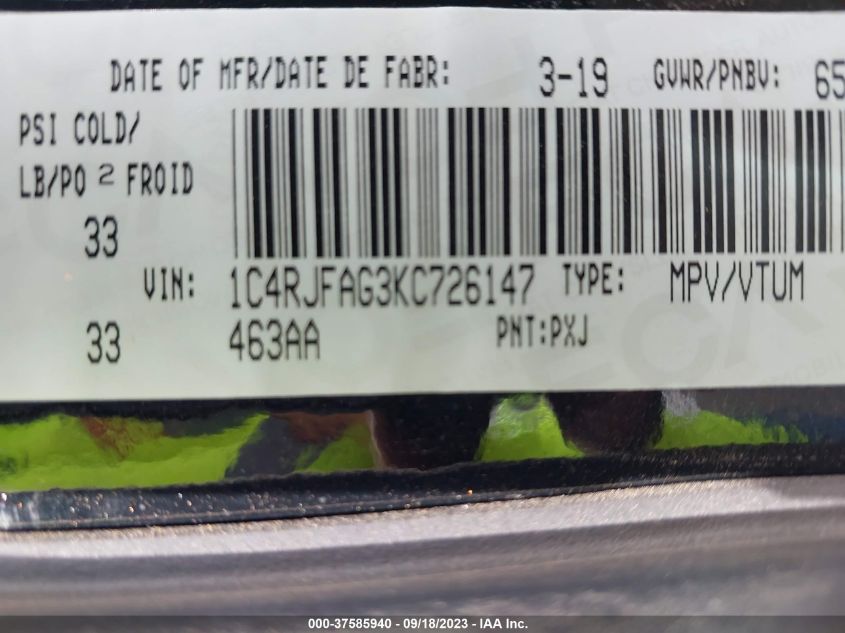 DATE OF MFR/DATE DE FABR: 3-19 GVWR/PNBV: 65
PSI COLD/
LB/PO 2 FROID
33
VIN: 1C4RJFAG3KC726147 TYPE: MPV/VTUM
33 463AA PNT:PXJ
000-37585940 - 09/18/2023 - IAA Inc.